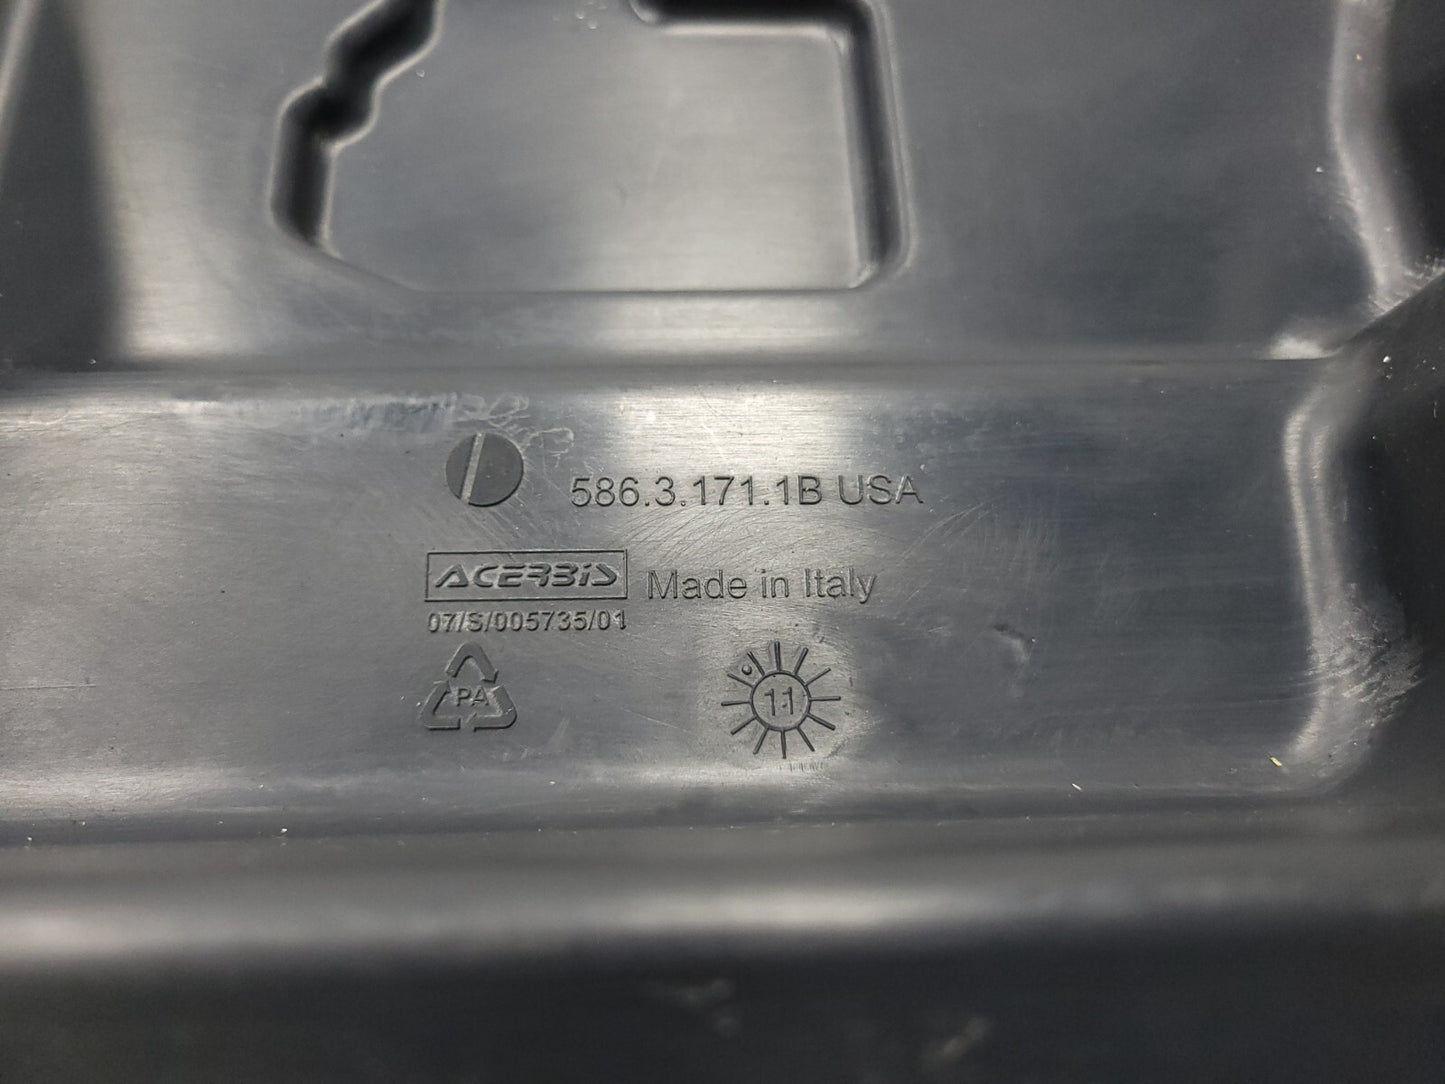 586.3.171.1B USA
ACERBIS Made in Italy
07/S/005735/01
PA
11